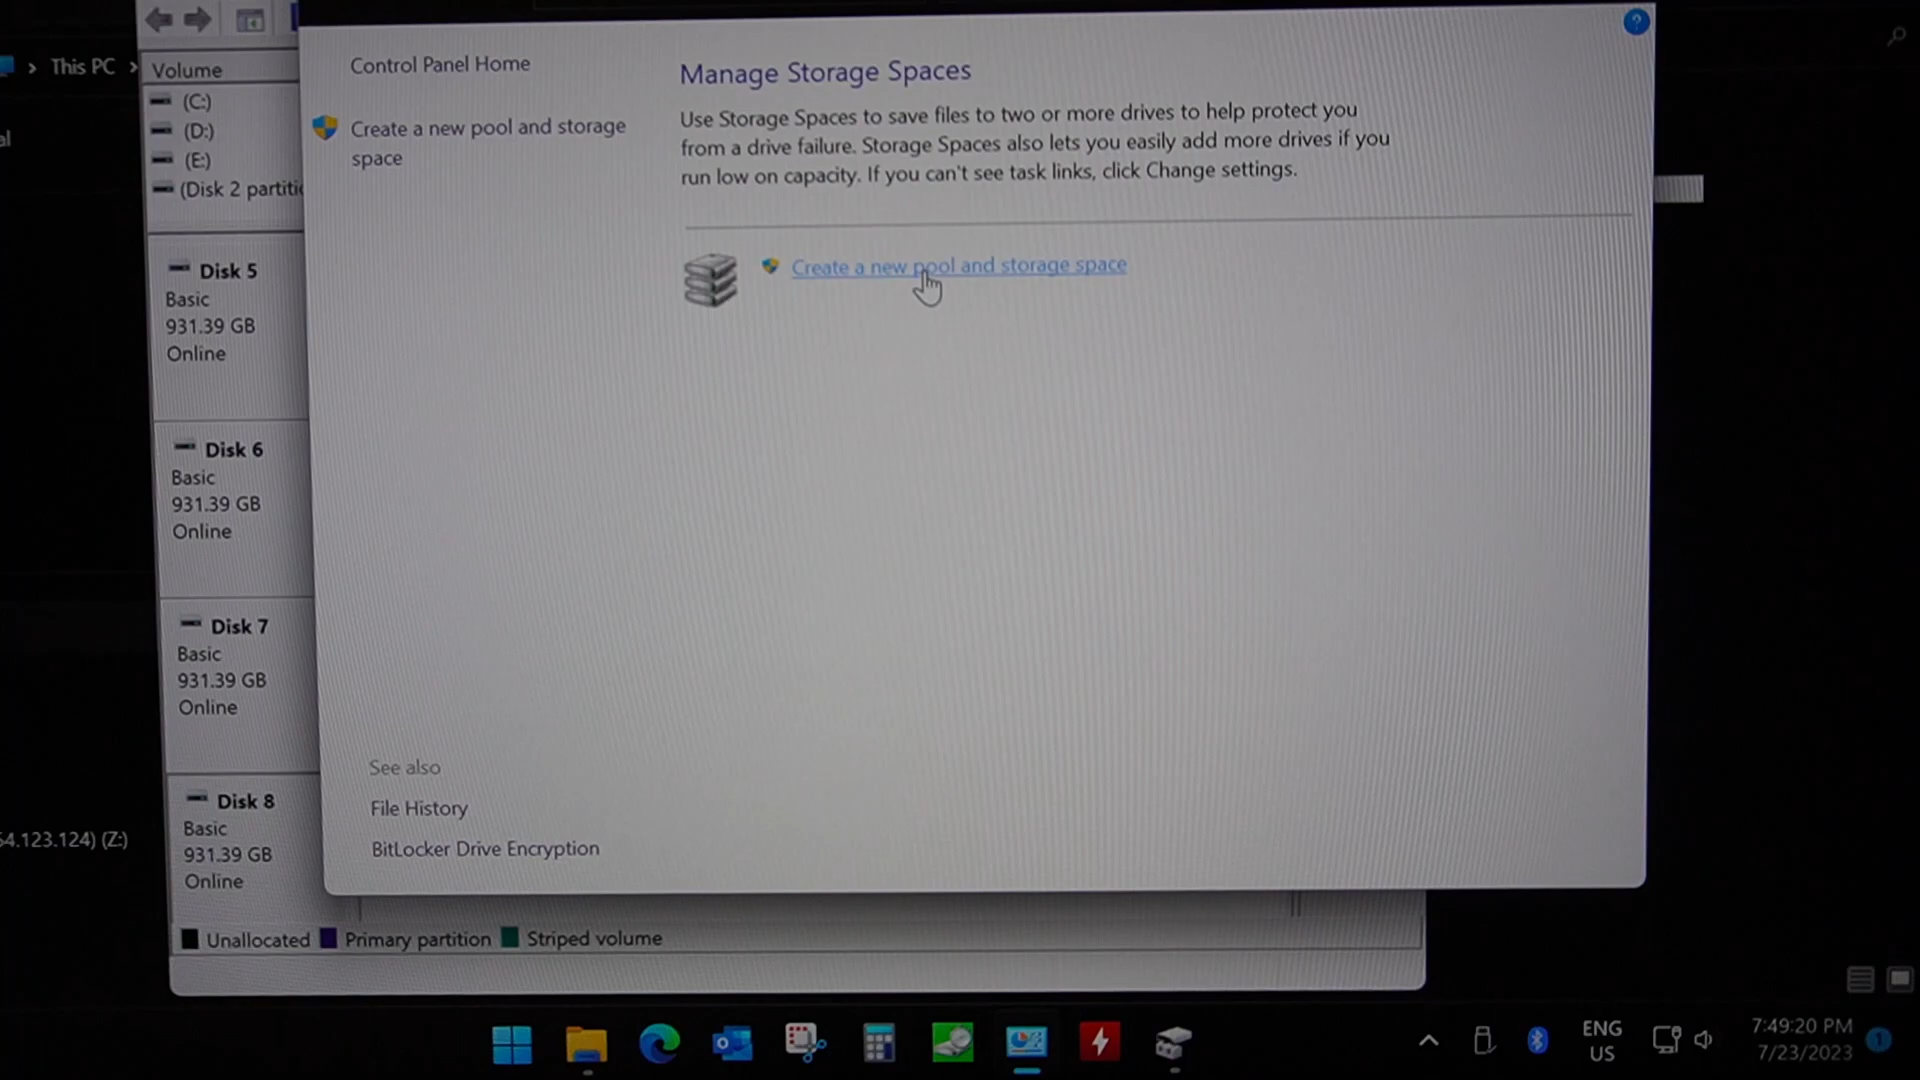 This PC
al
54.123.124) (Z:)
Volume
(C:)
(D:)
(E:)
(Disk 2 partitio
Disk 5
Basic
931.39 GB
Online
Disk 6
Basic
931.39 GB
Online
Disk 7
Basic
931.39 GB
Online
Disk 8
Basic
931.39 GB
Online
Unallocated Primary partition Striped volume
Control Panel Home
Create a new pool and storage
space
See also
File History
BitLocker Drive Encryption
?
Manage Storage Spaces
Use Storage Spaces to save files to two or more drives to help protect you
from a drive failure. Storage Spaces also lets you easily add more drives if you
run low on capacity. If you can't see task links, click Change settings.
Create a new pool and storage space
ENG
US
7:49:20 PM
7/23/2023
1